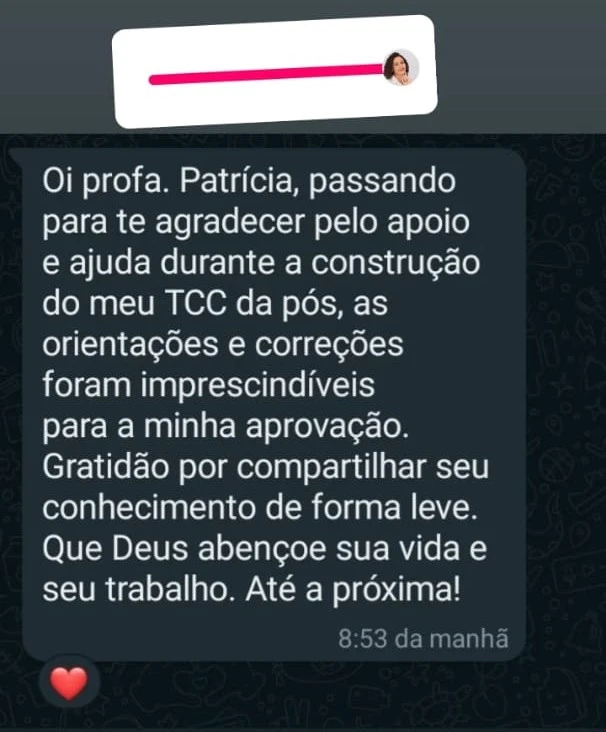 Oi profa. Patrícia, passando
para te agradecer pelo apoio
e ajuda durante a construção
do meu TCC da pós, as
orientações e correções
foram imprescindíveis
para a minha aprovação.
Gratidão por compartilhar seu
conhecimento de forma leve.
Que Deus abençoe sua vida e
seu trabalho. Até a próxima!
8:53 da manhã